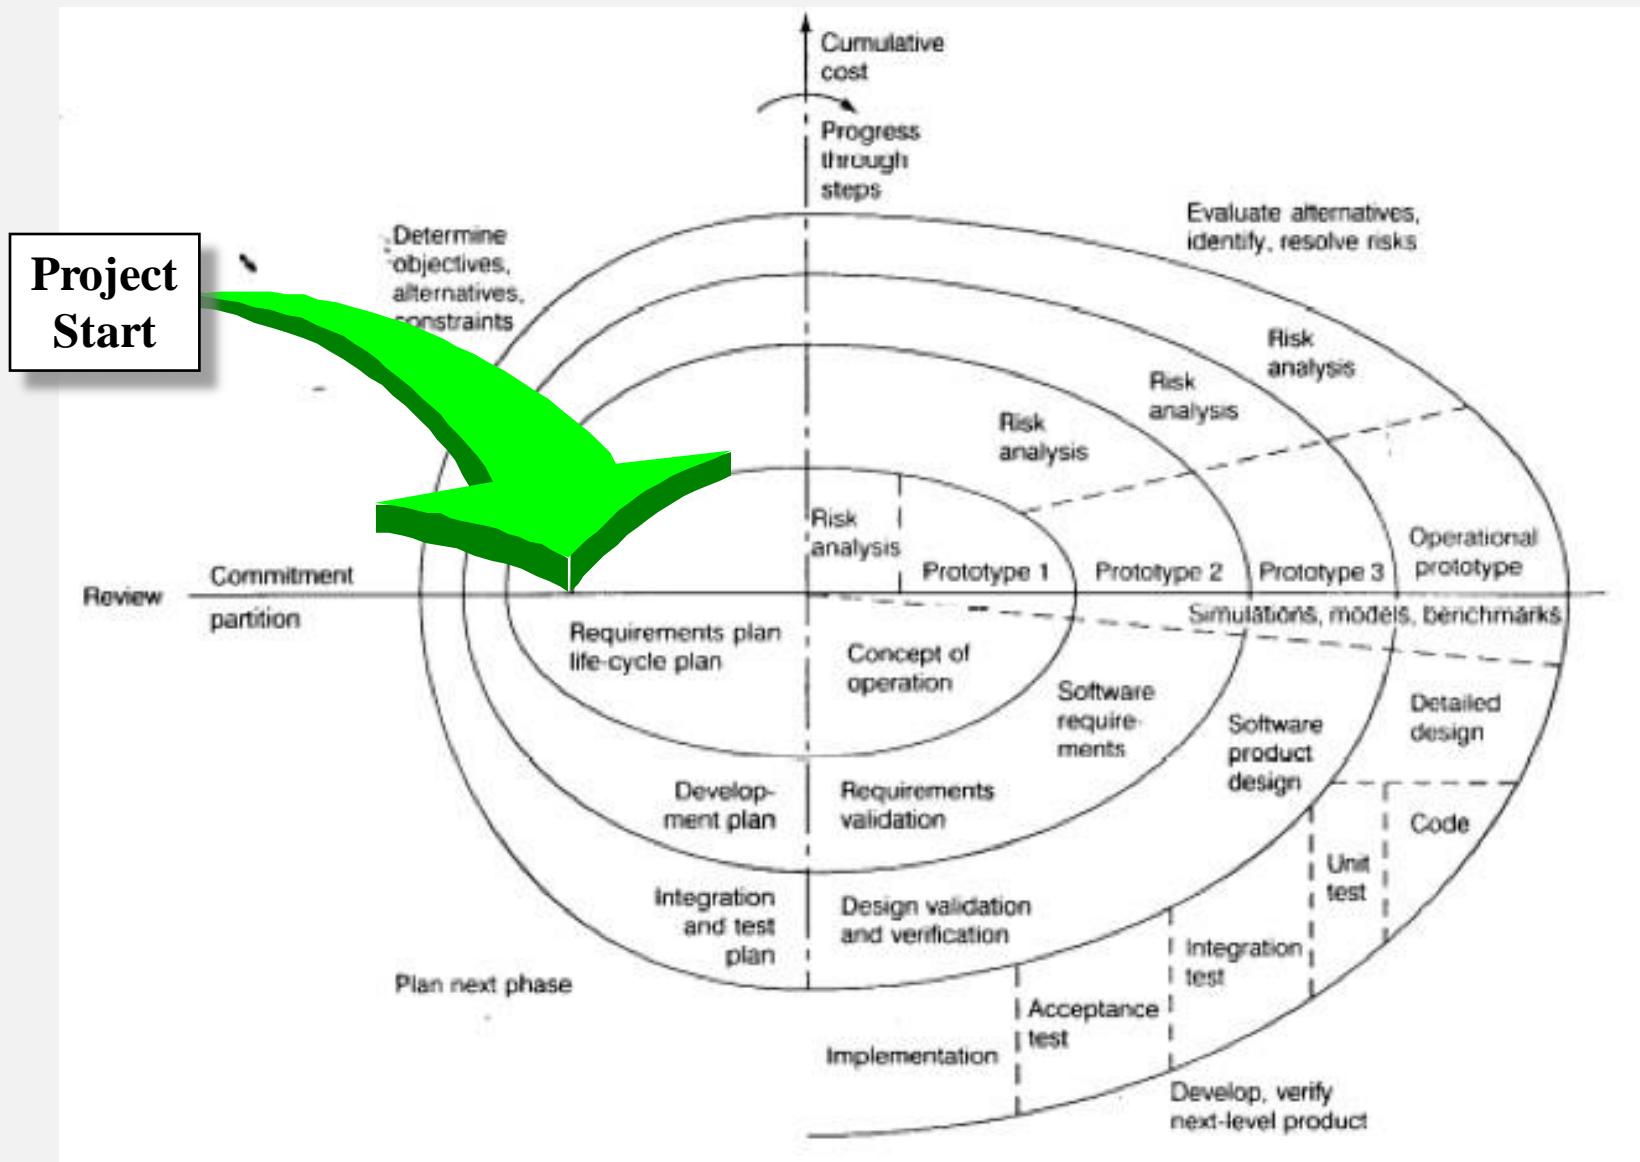 Cumulative
cost
Progress
through
steps
Evaluate alternatives,
identify, resolve risks
Determine
objectives,
alternatives,
constraints
Project
Start
Risk
analysis
Risk
analysis
Risk
analysis
Risk
analysis
Operational
prototype
Prototype 1
Prototype 2
Prototype 3
Review
Commitment
partition
Simulations, models, benchmarks
Requirements plan
life-cycle plan
Concept of
operation
Software
require-
ments
Software
product
design
Detailed
design
Develop-
ment plan
Requirements
validation
Code
Unit
test
Integration
and test
plan
Design validation
and verification
Integration
test
Plan next phase
Acceptance
test
Implementation
Develop, verify
next-level product